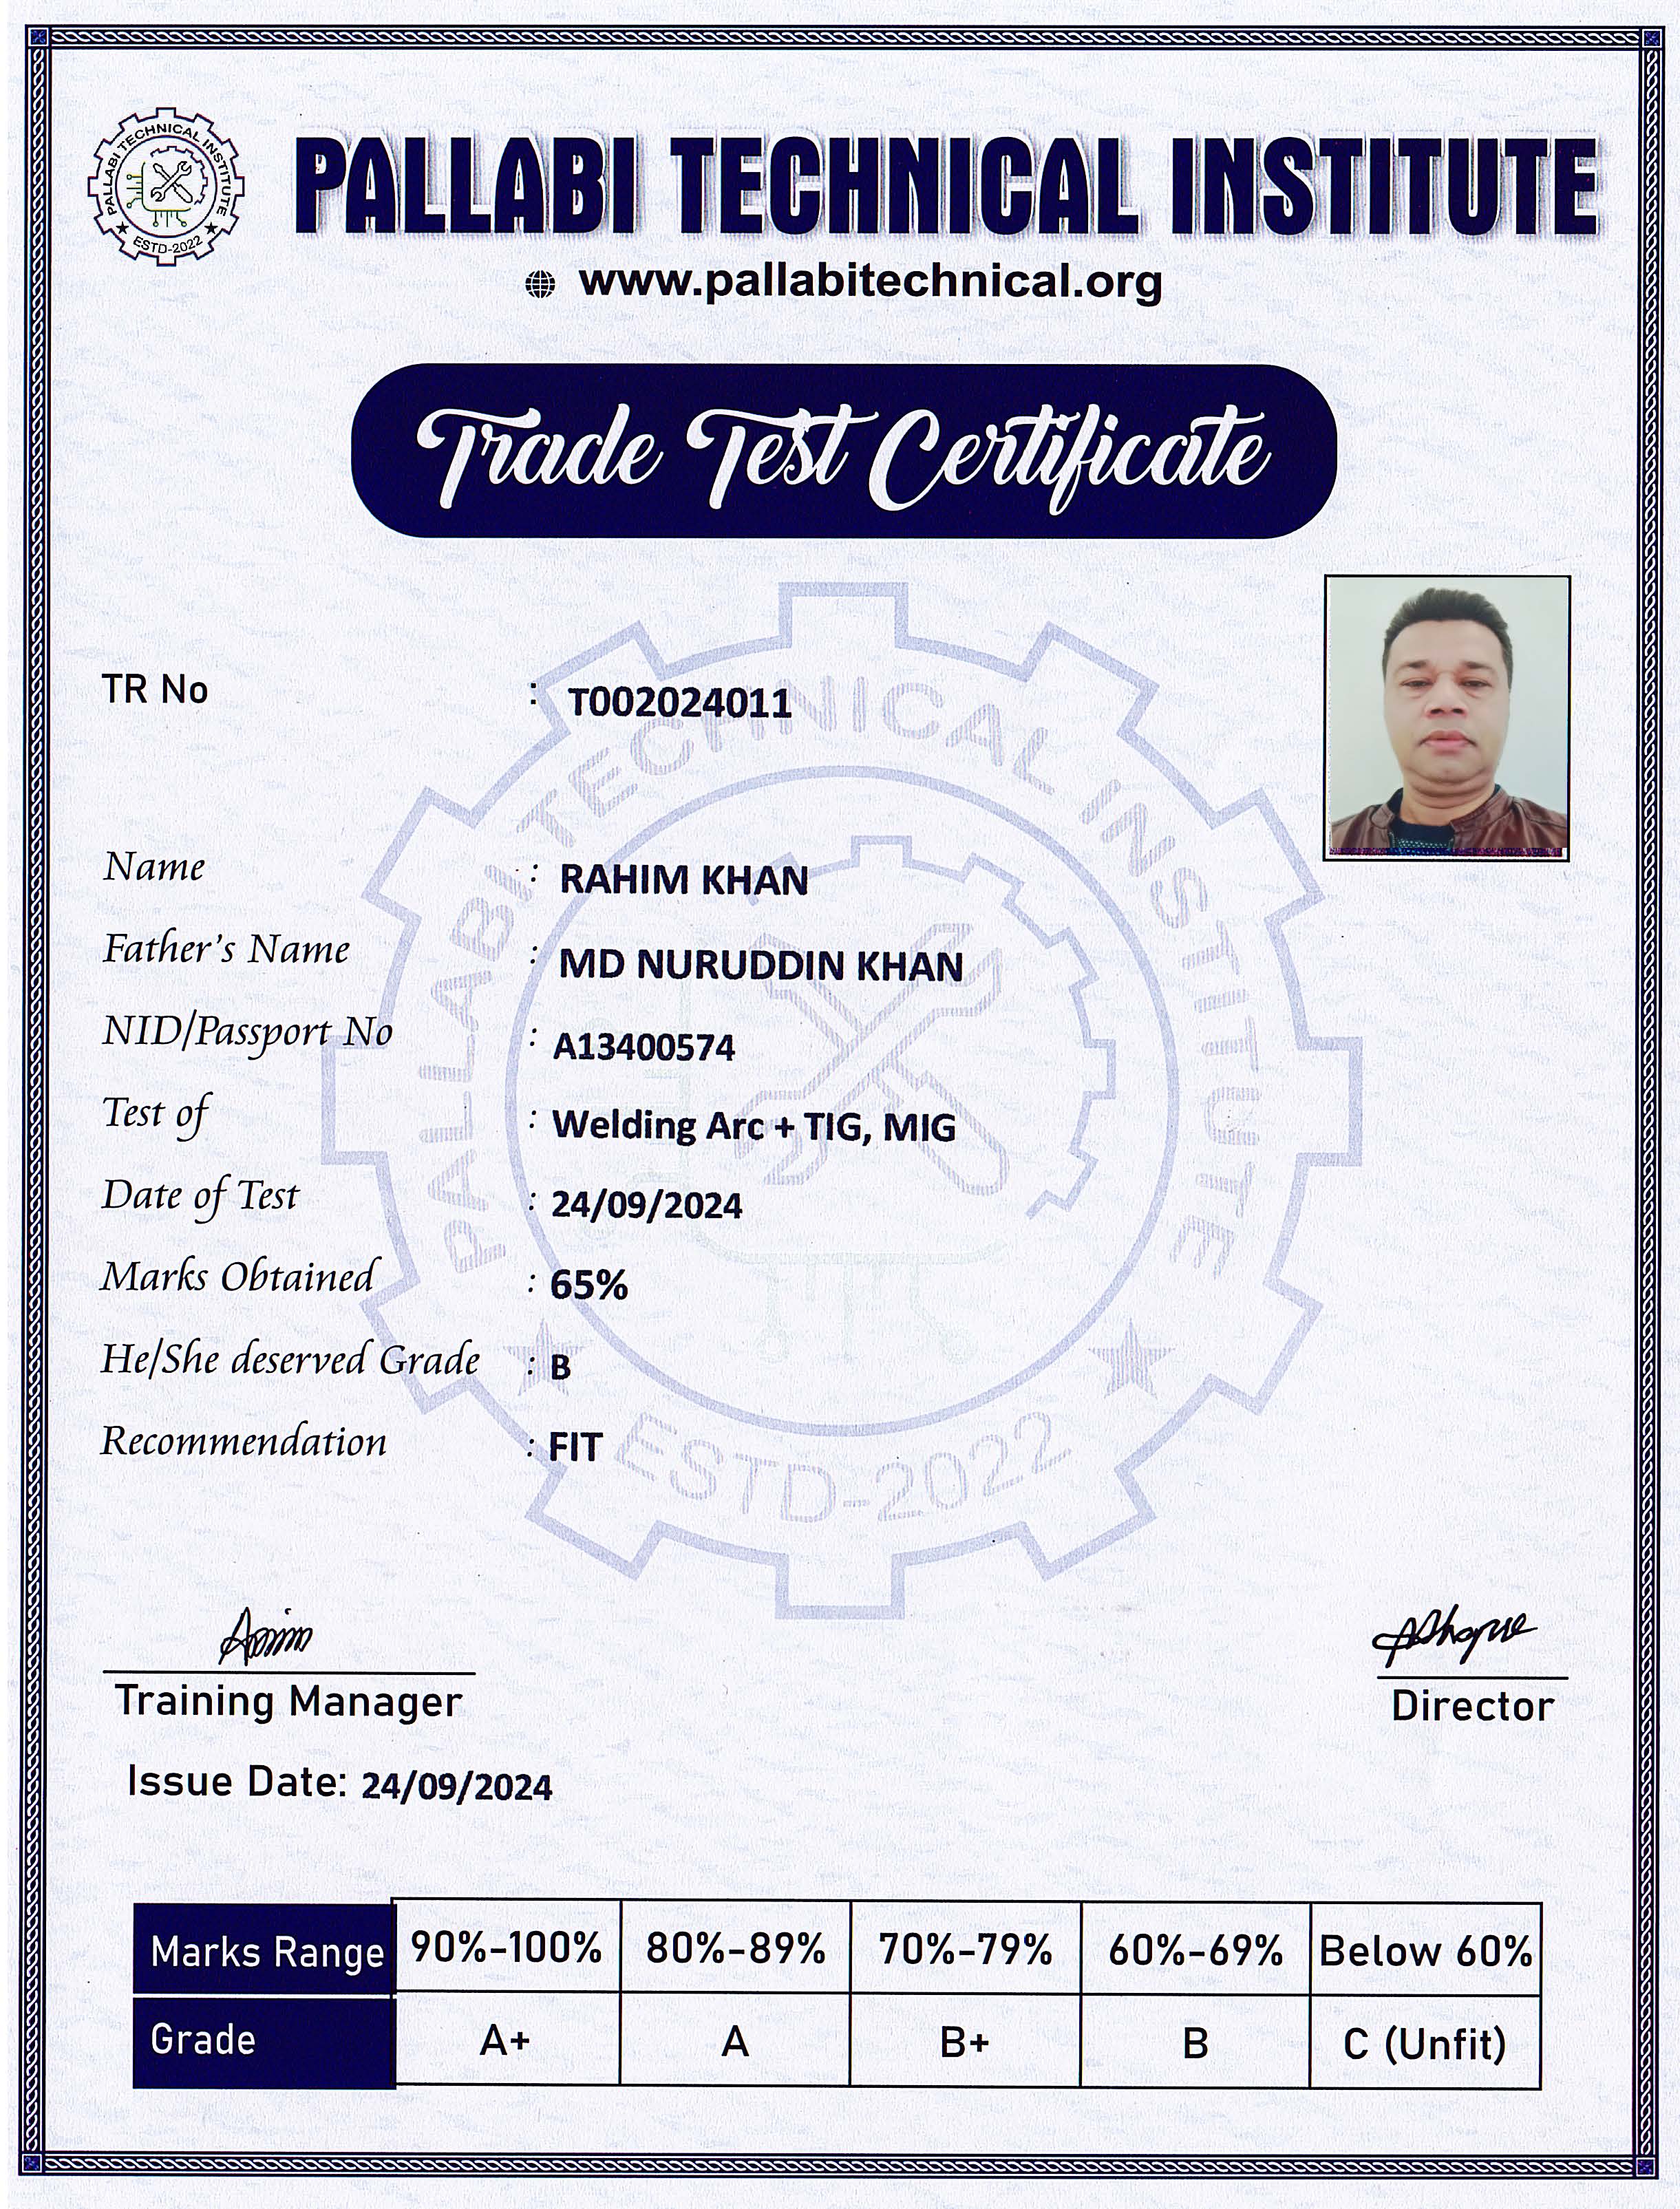 PALLABI TECHNICAL INSTITUTE
ESTD-2022
PALLABI TECHNICAL INSTITUTE
www.pallabitechnical.org
Trade Test Certificate
TR No : T002024011
Name : RAHIM KHAN
Father's Name : MD NURUDDIN KHAN
NID/Passport No : A13400574
Test of : Welding Arc + TIG, MIG
Date of Test : 24/09/2024
Marks Obtained : 65%
He/She deserved Grade : B
Recommendation : FIT
PALLABI TECHNICAL INSTITUTE
ESTD-2022
Training Manager
Director
Issue Date: 24/09/2024
Marks Range 90%-100% 80%-89% 70%-79% 60%-69% Below 60%
Grade A+ A B+ B C (Unfit)